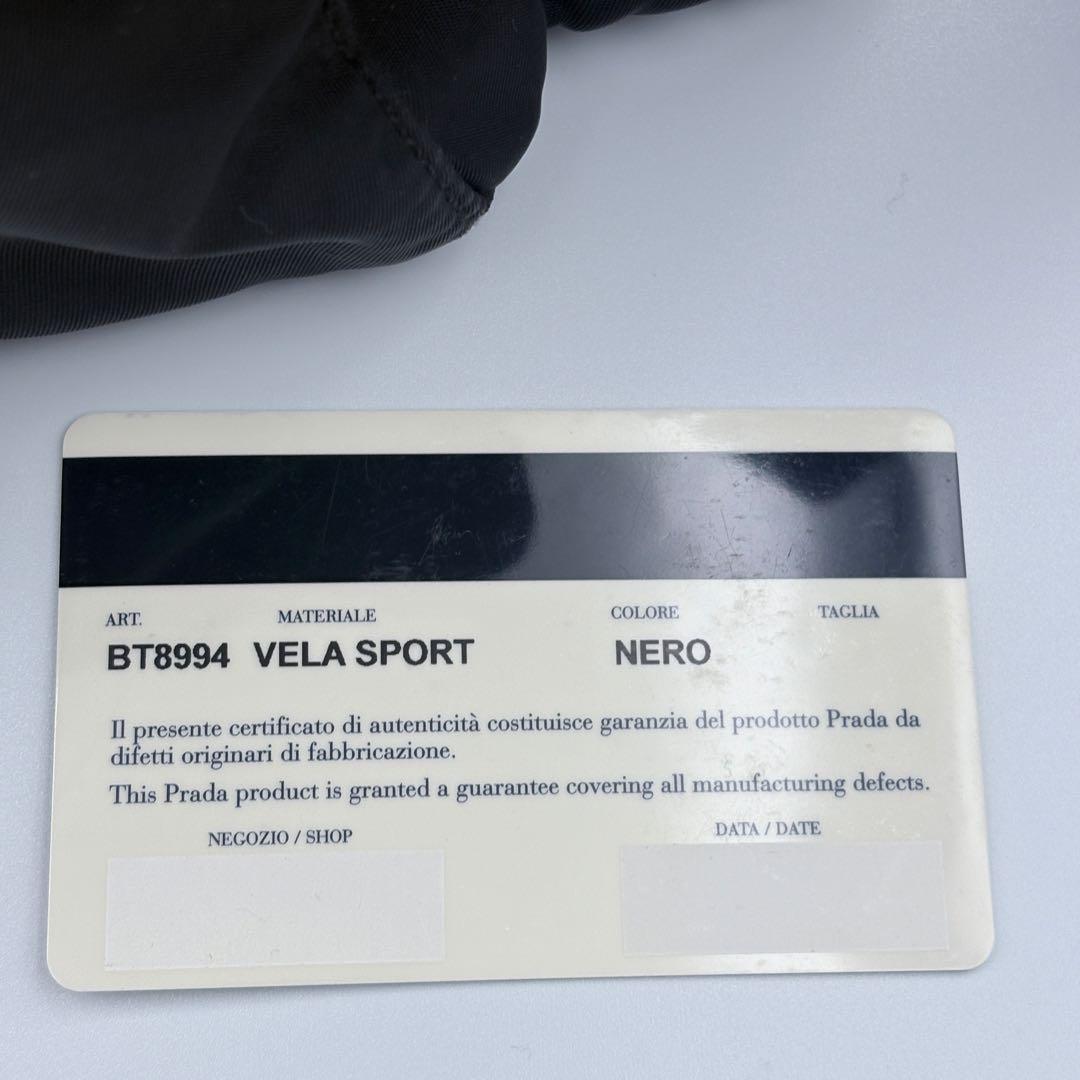 ART. MATERIALE COLORE TAGLIA
BT8994 VELA SPORT NERO
Il presente certificato di autenticità costituisce garanzia del prodotto Prada da
difetti originari di fabbricazione.
This Prada product is granted a guarantee covering all manufacturing defects.
NEGOZIO / SHOP DATA / DATE